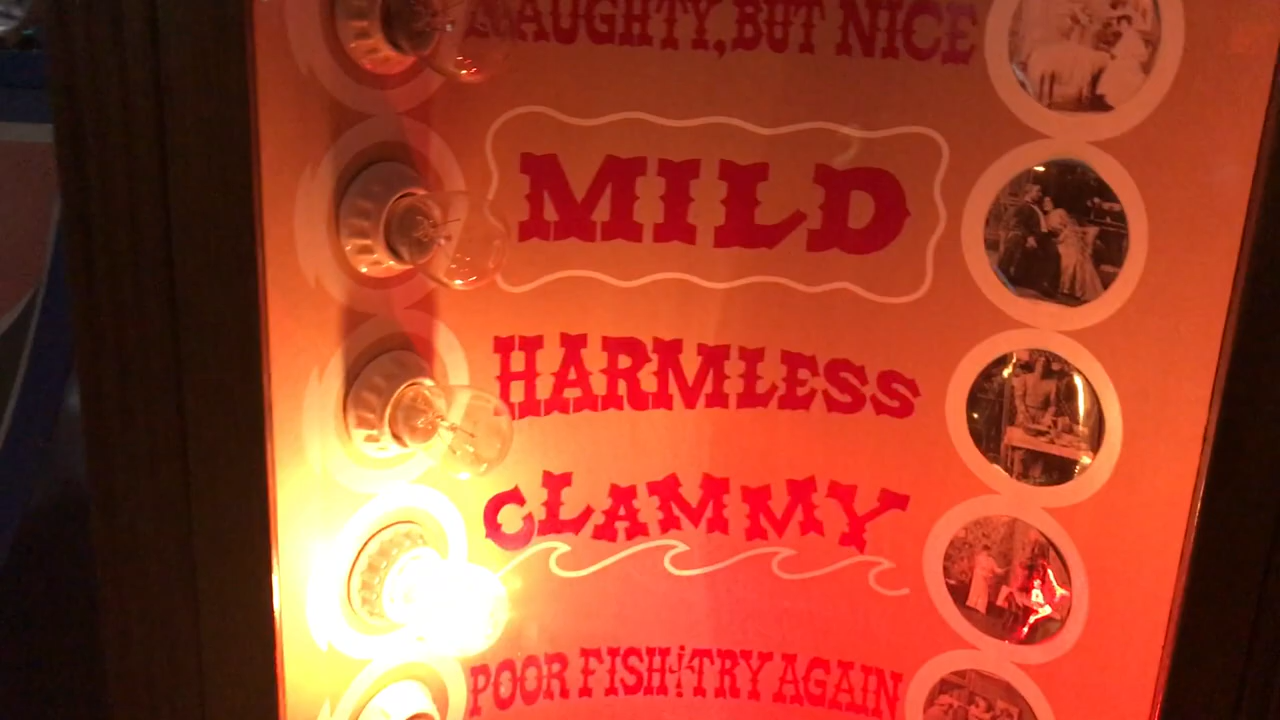 NAUGHTY, BUT NICE
MILD
HARMLESS
CLAMMY
POOR FISH: TRY AGAIN